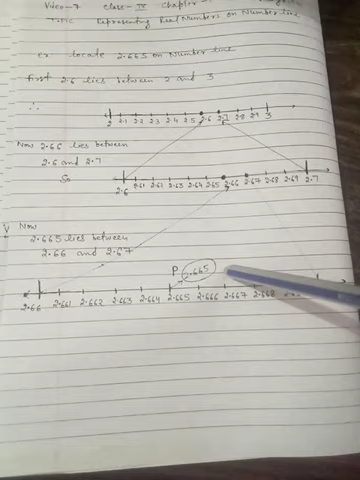 Video-7 Class- IX Chapter-
Topic Representing Real Numbers on Number line
Ex- Locate 2.665 on Number line
First 2.6 lies between 2 and 3
∴
2 2.1 2.2 2.3 2.4 2.5 2.6 2.7 2.8 2.9 3
Now 2.66 lies between
2.6 and 2.7
So
2.6 2.61 2.63 2.64 2.65 2.66 2.67 2.68 2.69 2.7
Now
2.665 lies between
2.66 and 2.67
P 2.665
2.66 2.661 2.662 2.663 2.664 2.665 2.666 2.667 2.668